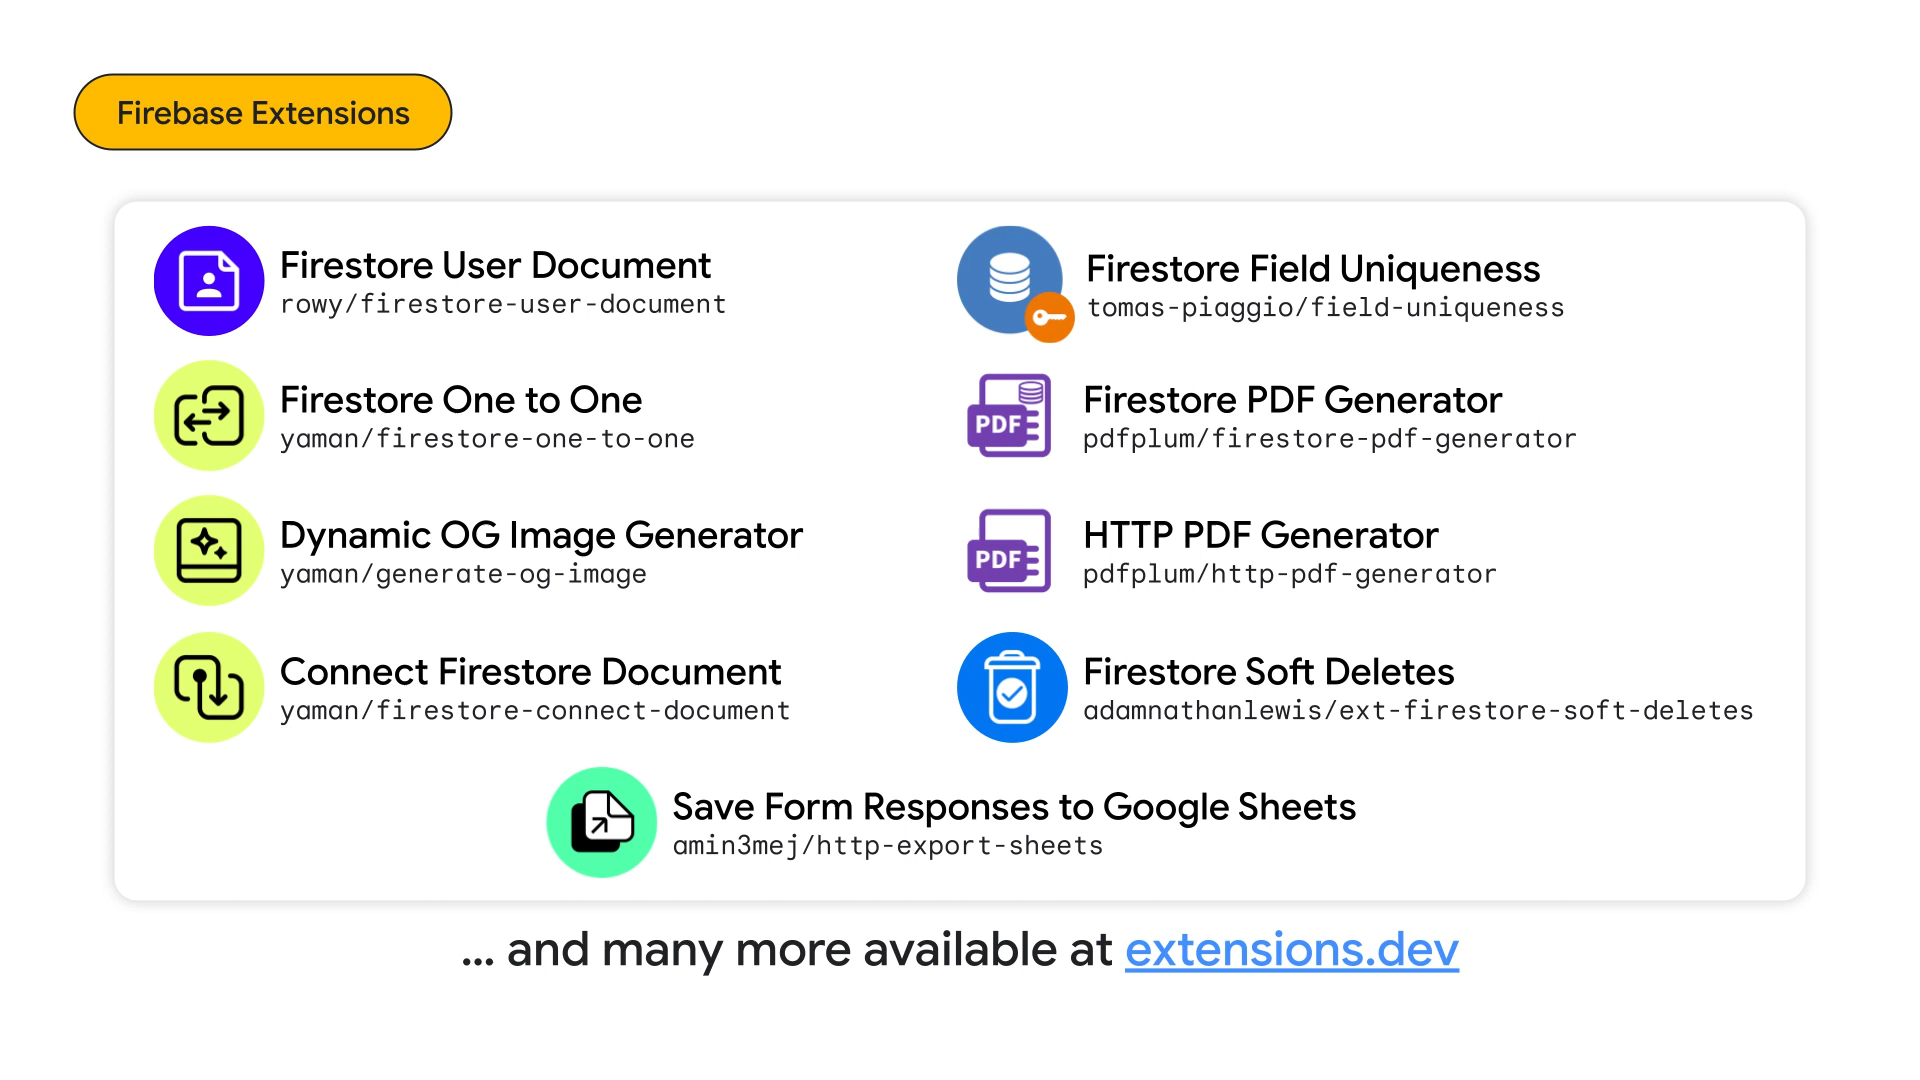 Firebase Extensions
Firestore User Document
rowy/firestore-user-document
Firestore Field Uniqueness
tomas-piaggio/field-uniqueness
Firestore One to One
yaman/firestore-one-to-one
PDF
Firestore PDF Generator
pdfplum/firestore-pdf-generator
Dynamic OG Image Generator
yaman/generate-og-image
PDF
HTTP PDF Generator
pdfplum/http-pdf-generator
Connect Firestore Document
yaman/firestore-connect-document
Firestore Soft Deletes
adamnathanlewis/ext-firestore-soft-deletes
Save Form Responses to Google Sheets
amin3mej/http-export-sheets
... and many more available at extensions.dev